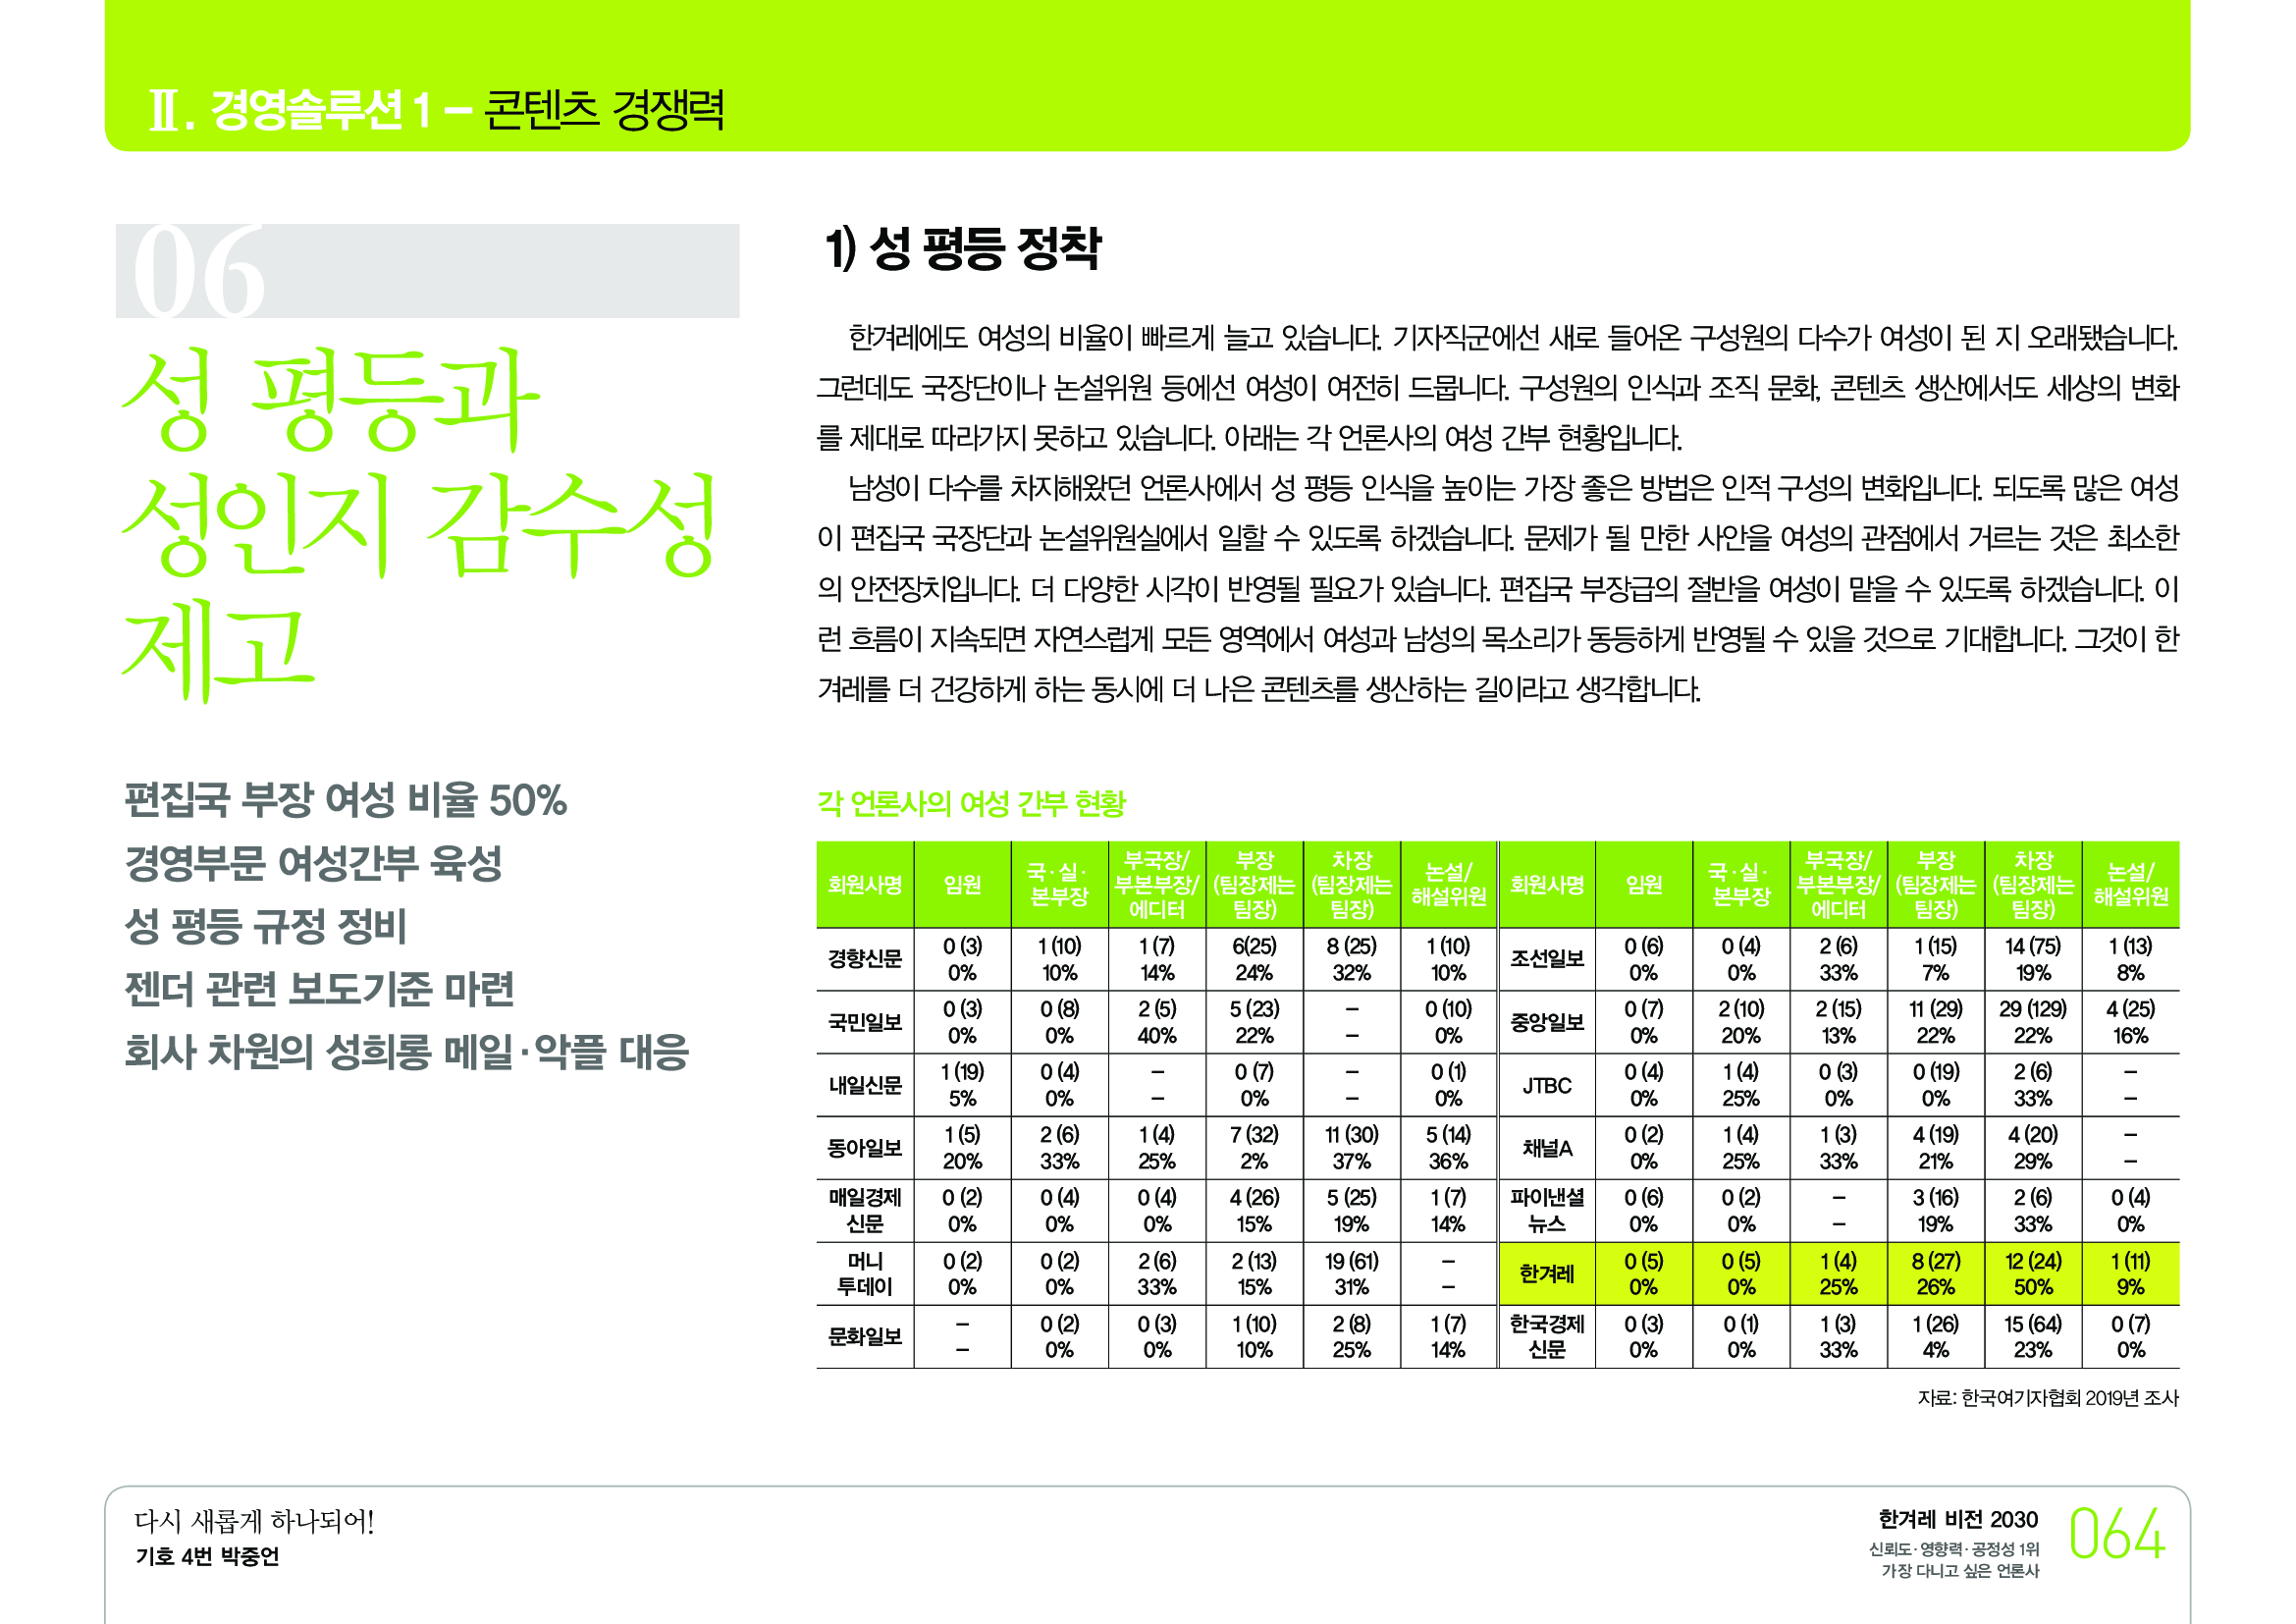 Ⅱ. 경영솔루션 1 – 콘텐츠 경쟁력
06
성 평등과
성인지 감수성
제고
편집국 부장 여성 비율 50%
경영부문 여성간부 육성
성 평등 규정 정비
젠더 관련 보도기준 마련
회사 차원의 성희롱 메일·악플 대응
1) 성 평등 정착
한겨레에도 여성의 비율이 빠르게 늘고 있습니다. 기자직군에선 새로 들어온 구성원의 다수가 여성이 된 지 오래됐습니다.
그런데도 국장단이나 논설위원 등에선 여성이 여전히 드뭅니다. 구성원의 인식과 조직 문화, 콘텐츠 생산에서도 세상의 변화
를 제대로 따라가지 못하고 있습니다. 아래는 각 언론사의 여성 간부 현황입니다.
남성이 다수를 차지해왔던 언론사에서 성 평등 인식을 높이는 가장 좋은 방법은 인적 구성의 변화입니다. 되도록 많은 여성
이 편집국 국장단과 논설위원실에서 일할 수 있도록 하겠습니다. 문제가 될 만한 사안을 여성의 관점에서 거르는 것은 최소한
의 안전장치입니다. 더 다양한 시각이 반영될 필요가 있습니다. 편집국 부장급의 절반을 여성이 맡을 수 있도록 하겠습니다. 이
런 흐름이 지속되면 자연스럽게 모든 영역에서 여성과 남성의 목소리가 동등하게 반영될 수 있을 것으로 기대합니다. 그것이 한
겨레를 더 건강하게 하는 동시에 더 나은 콘텐츠를 생산하는 길이라고 생각합니다.
각 언론사의 여성 간부 현황
회원사명 임원 국·실·본부장 부국장/부본부장/에디터 부장(팀장제는 팀장) 차장(팀장제는 팀장) 논설/해설위원 회원사명 임원 국·실·본부장 부국장/부본부장/에디터 부장(팀장제는 팀장) 차장(팀장제는 팀장) 논설/해설위원
경향신문 0 (3) 0% 1 (10) 10% 1 (7) 14% 6(25) 24% 8 (25) 32% 1 (10) 10% 조선일보 0 (6) 0% 0 (4) 0% 2 (6) 33% 1 (15) 7% 14 (75) 19% 1 (13) 8%
국민일보 0 (3) 0% 0 (8) 0% 2 (5) 40% 5 (23) 22% – – 0 (10) 0% 중앙일보 0 (7) 0% 2 (10) 20% 2 (15) 13% 11 (29) 22% 29 (129) 22% 4 (25) 16%
내일신문 1 (19) 5% 0 (4) 0% – – 0 (7) 0% – – 0 (1) 0% JTBC 0 (4) 0% 1 (4) 25% 0 (3) 0% 0 (19) 0% 2 (6) 33% – –
동아일보 1 (5) 20% 2 (6) 33% 1 (4) 25% 7 (32) 2% 11 (30) 37% 5 (14) 36% 채널A 0 (2) 0% 1 (4) 25% 1 (3) 33% 4 (19) 21% 4 (20) 29% – –
매일경제 신문 0 (2) 0% 0 (4) 0% 0 (4) 0% 4 (26) 15% 5 (25) 19% 1 (7) 14% 파이낸셜 뉴스 0 (6) 0% 0 (2) 0% – – 3 (16) 19% 2 (6) 33% 0 (4) 0%
머니 투데이 0 (2) 0% 0 (2) 0% 2 (6) 33% 2 (13) 15% 19 (61) 31% – – 한겨레 0 (5) 0% 0 (5) 0% 1 (4) 25% 8 (27) 26% 12 (24) 50% 1 (11) 9%
문화일보 – – 0 (2) 0% 0 (3) 0% 1 (10) 10% 2 (8) 25% 1 (7) 14% 한국경제 신문 0 (3) 0% 0 (1) 0% 1 (3) 33% 1 (26) 4% 15 (64) 23% 0 (7) 0%
자료: 한국여기자협회 2019년 조사
다시 새롭게 하나되어!
기호 4번 박중언
한겨레 비전 2030
신뢰도·영향력·공정성 1위
가장 다니고 싶은 언론사
064